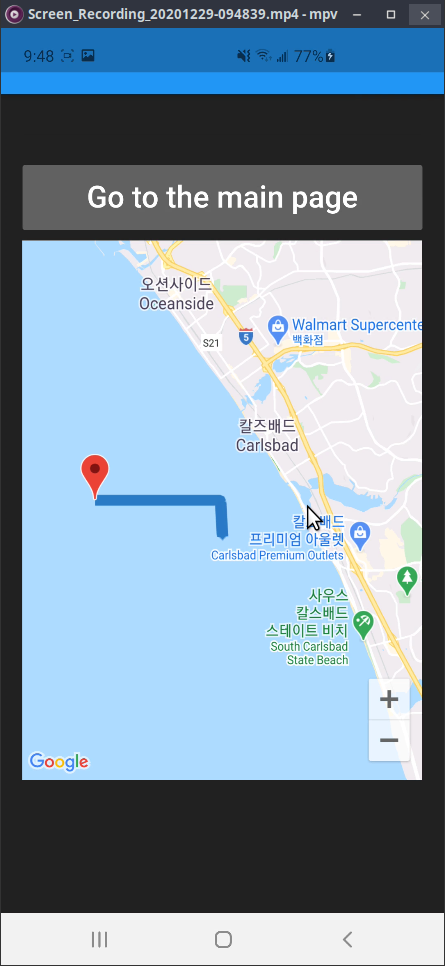 Screen_Recording_20201229-094839.mp4 - mpv
9:48
77%
Go to the main page
오션사이드
Oceanside
Walmart Supercente
백화점
S21
5
칼즈배드
Carlsbad
칼즈배드
프리미엄 아울렛
Carlsbad Premium Outlets
사우스
칼스배드
스테이트 비치
South Carlsbad
State Beach
+
−
Google